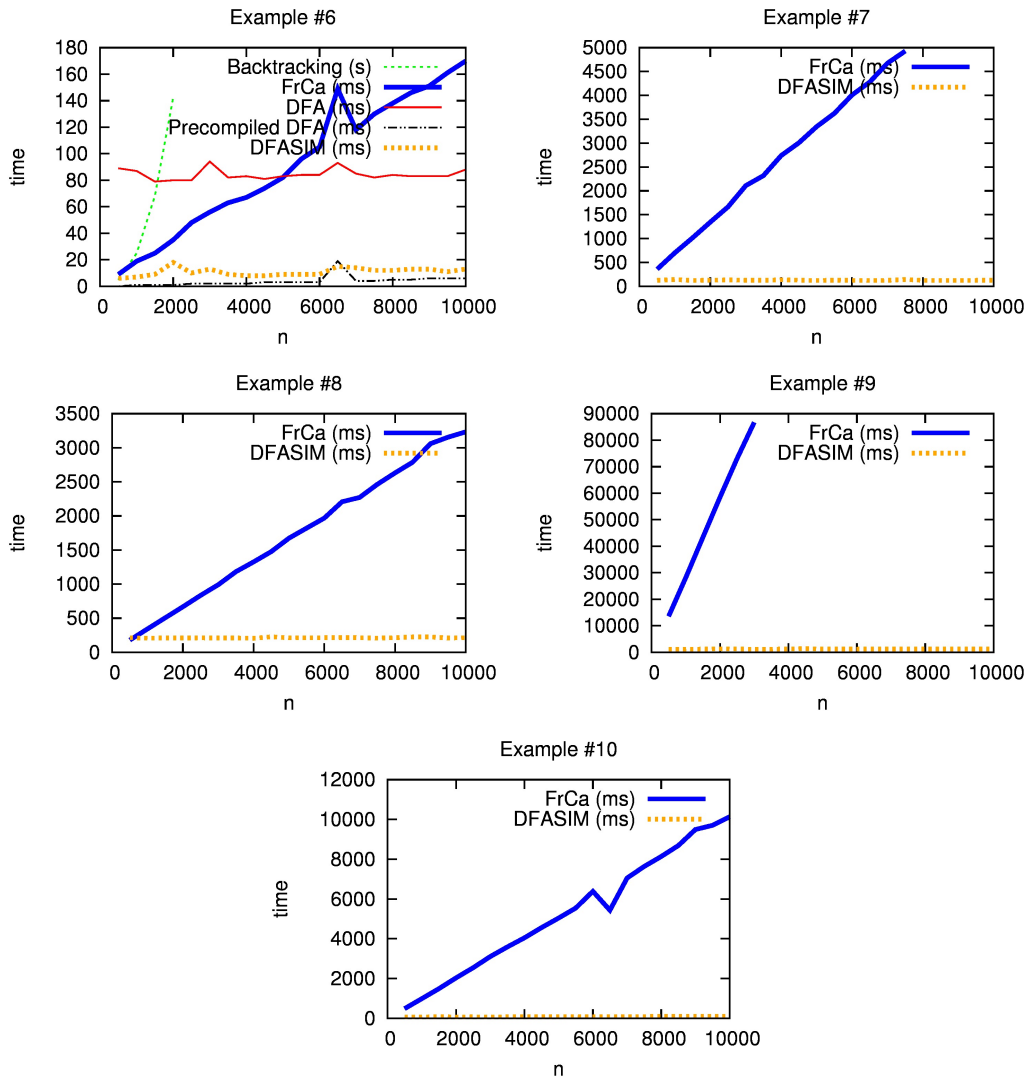 Example #6
180
160
140
120
100
80
60
40
20
0
time
Backtracking (s)
FrCa (ms)
DFA (ms)
Precompiled DFA (ms)
DFASIM (ms)
0 2000 4000 6000 8000 10000
n
Example #7
5000
4500
4000
3500
3000
2500
2000
1500
1000
500
0
time
FrCa (ms)
DFASIM (ms)
0 2000 4000 6000 8000 10000
n
Example #8
3500
3000
2500
2000
1500
1000
500
0
time
FrCa (ms)
DFASIM (ms)
0 2000 4000 6000 8000 10000
n
Example #9
90000
80000
70000
60000
50000
40000
30000
20000
10000
0
time
FrCa (ms)
DFASIM (ms)
0 2000 4000 6000 8000 10000
n
Example #10
12000
10000
8000
6000
4000
2000
0
time
FrCa (ms)
DFASIM (ms)
0 2000 4000 6000 8000 10000
n